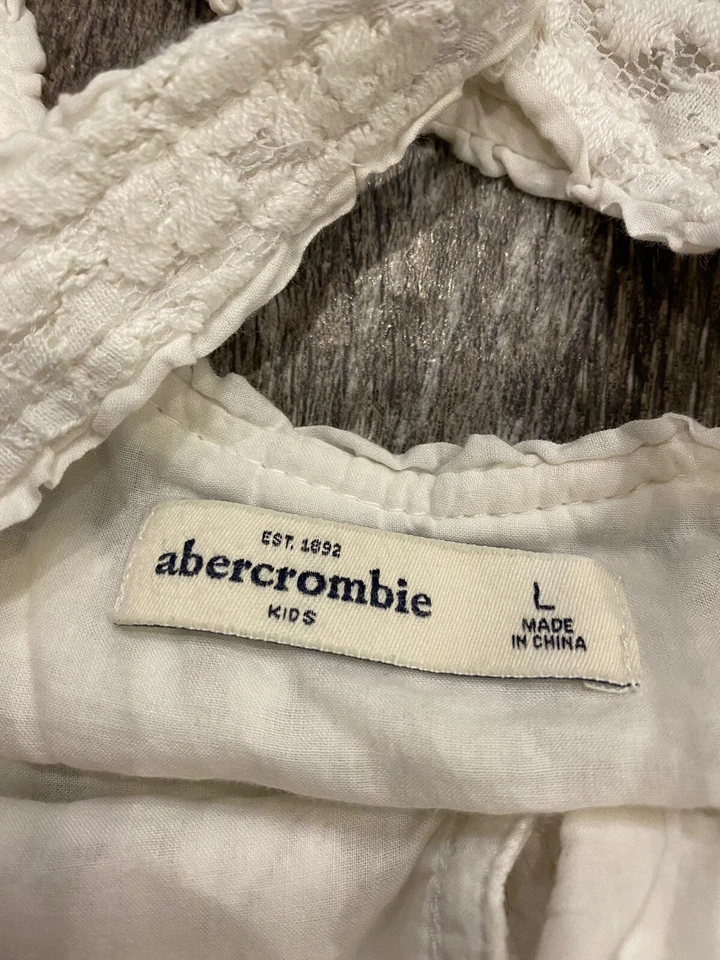 EST. 1892
abercrombie
KIDS
L
MADE
IN CHINA